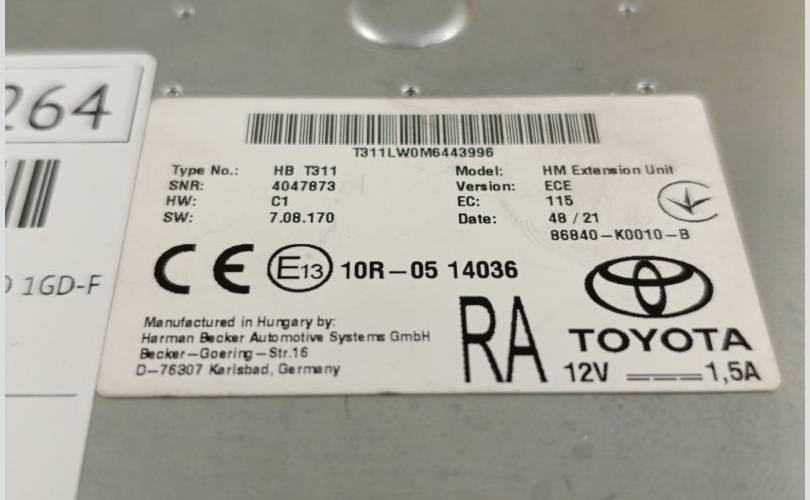 264
1GD-F
T311LW0M6443996
Type No.: HB T311 Model: HM Extension Unit
SNR: 4047873 Version: ECE
HW: C1 EC: 115
SW: 7.08.170 Date: 48 / 21
86840-K0010-B
CE E13 10R-05 14036
Manufactured in Hungary by:
Harman Becker Automotive Systems GmbH
Becker-Goering-Str.16
D-76307 Karlsbad, Germany
RA
TOYOTA
12V 1,5A